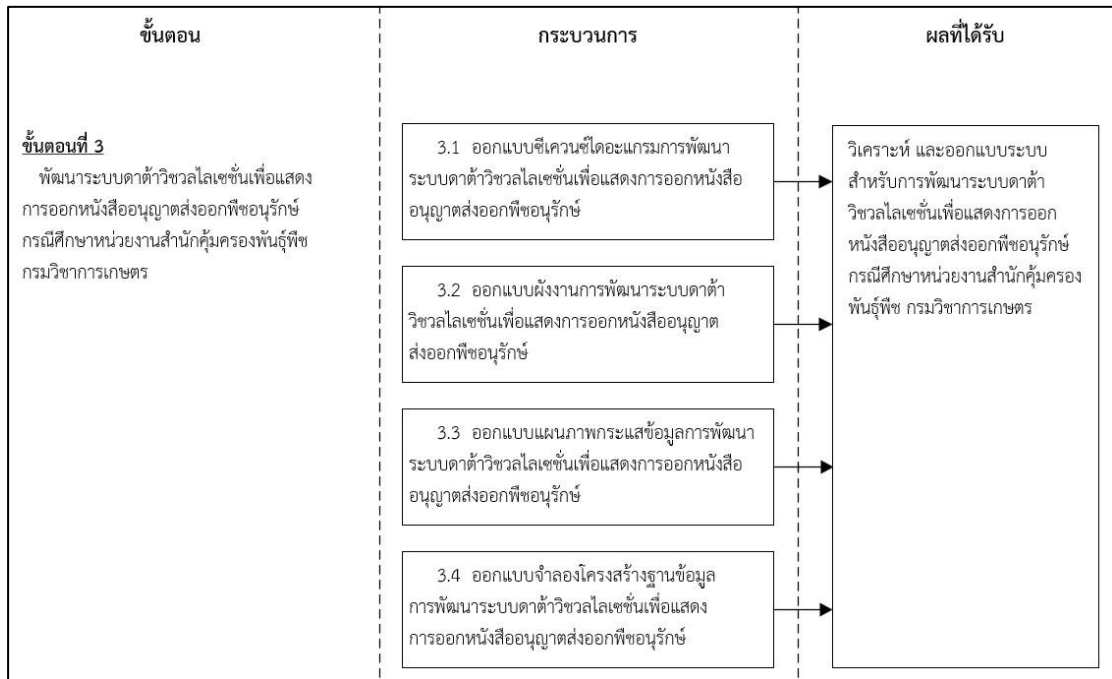 ขั้นตอน
กระบวนการ
ผลที่ได้รับ
ขั้นตอนที่ 3
พัฒนาระบบดาต้าวิชวลไลเซชั่นเพื่อแสดง
การออกหนังสืออนุญาตส่งออกพืชอนุรักษ์
กรณีศึกษาหน่วยงานสำนักคุ้มครองพันธุ์พืช
กรมวิชาการเกษตร
3.1 ออกแบบซีเควนซ์ไดอะแกรมการพัฒนา
ระบบดาต้าวิชวลไลเซชั่นเพื่อแสดงการออกหนังสือ
อนุญาตส่งออกพืชอนุรักษ์
3.2 ออกแบบผังงานการพัฒนาระบบดาต้า
วิชวลไลเซชั่นเพื่อแสดงการออกหนังสืออนุญาต
ส่งออกพืชอนุรักษ์
3.3 ออกแบบแผนภาพกระแสข้อมูลการพัฒนา
ระบบดาต้าวิชวลไลเซชั่นเพื่อแสดงการออกหนังสือ
อนุญาตส่งออกพืชอนุรักษ์
3.4 ออกแบบจำลองโครงสร้างฐานข้อมูล
การพัฒนาระบบดาต้าวิชวลไลเซชั่นเพื่อแสดง
การออกหนังสืออนุญาตส่งออกพืชอนุรักษ์
วิเคราะห์ และออกแบบระบบ
สำหรับการพัฒนาระบบดาต้า
วิชวลไลเซชั่นเพื่อแสดงการออก
หนังสืออนุญาตส่งออกพืชอนุรักษ์
กรณีศึกษาหน่วยงานสำนักคุ้มครอง
พันธุ์พืช กรมวิชาการเกษตร